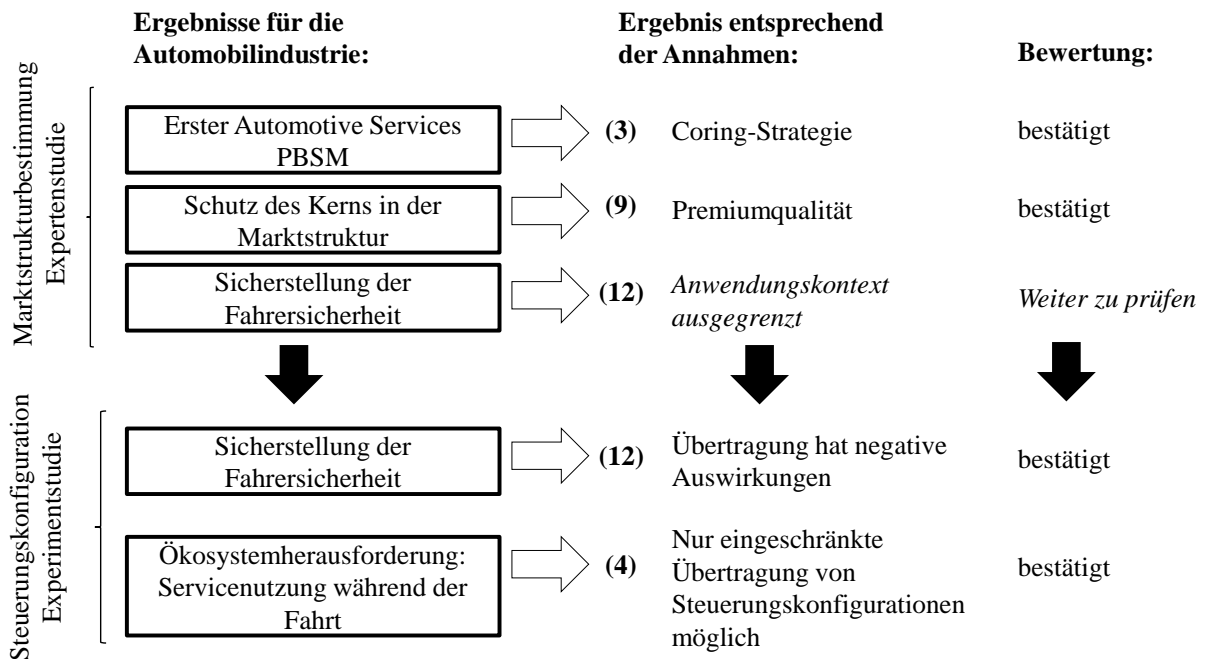 Ergebnisse für die
Automobilindustrie:
Ergebnis entsprechend
der Annahmen:
Bewertung:
Marktstrukturbestimmung
Expertenstudie
Erster Automotive Services
PBSM
(3)
Coring-Strategie
bestätigt
Schutz des Kerns in der
Marktstruktur
(9)
Premiumqualität
bestätigt
Sicherstellung der
Fahrersicherheit
(12)
Anwendungskontext
ausgegrenzt
Weiter zu prüfen
Steuerungskonfiguration
Experimentstudie
Sicherstellung der
Fahrersicherheit
(12)
Übertragung hat negative
Auswirkungen
bestätigt
Ökosystemherausforderung:
Servicenutzung während der
Fahrt
(4)
Nur eingeschränkte
Übertragung von
Steuerungskonfigurationen
möglich
bestätigt